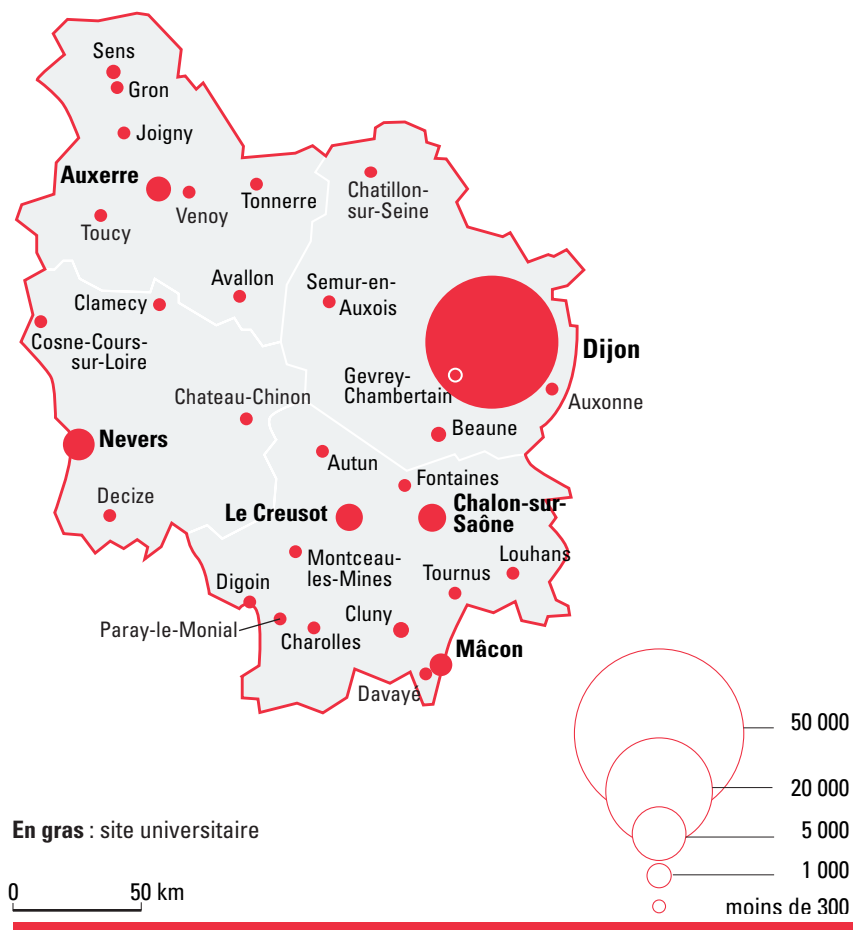 Sens
Gron
Joigny
Auxerre
Venoy
Tonnerre
Chatillon-
sur-Seine
Toucy
Avallon
Semur-en-
Auxois
Clamecy
Cosne-Cours-
sur-Loire
Dijon
Gevrey-
Chambertain
Auxonne
Chateau-Chinon
Beaune
Nevers
Autun
Fontaines
Decize
Le Creusot
Chalon-sur-
Saône
Montceau-
les-Mines
Louhans
Tournus
Digoin
Paray-le-Monial
Charolles
Cluny
Mâcon
Davayé
50 000
20 000
5 000
1 000
moins de 300
En gras : site universitaire
0 50 km